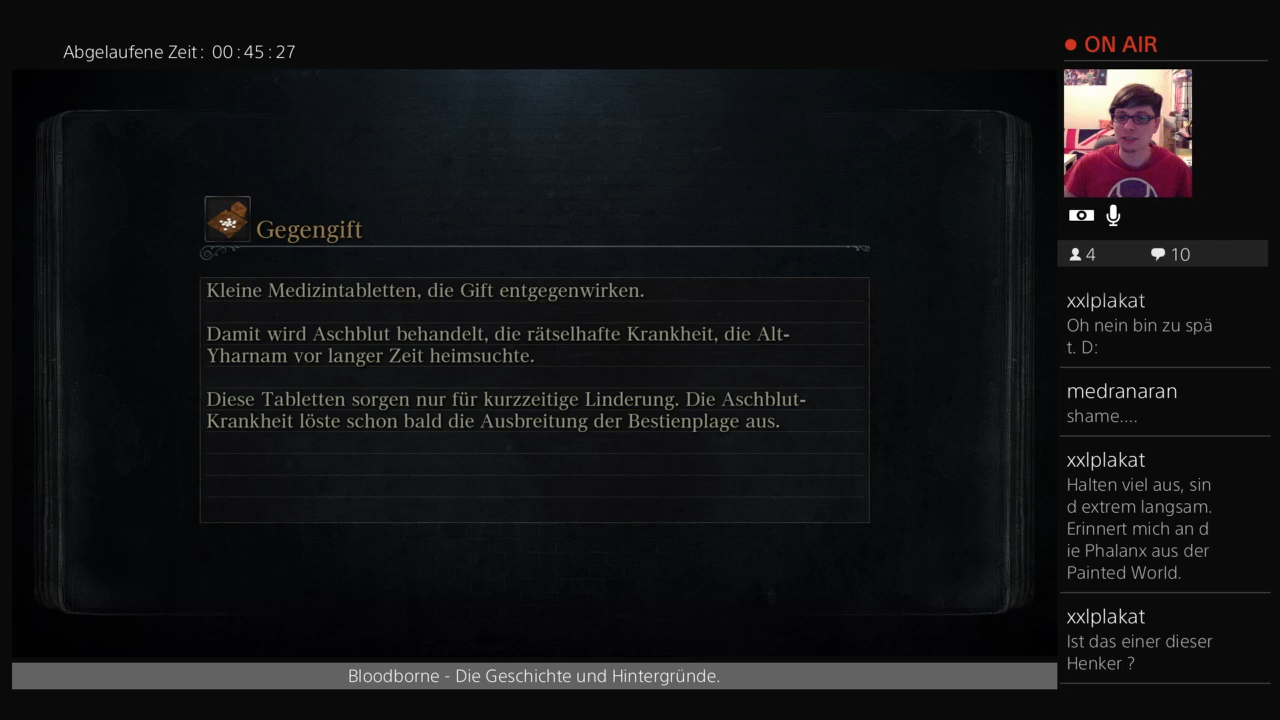 Abgelaufene Zeit: 00:45:27
ON AIR
4
10
Gegengift
Kleine Medizintabletten, die Gift entgegenwirken.
Damit wird Aschblut behandelt, die rätselhafte Krankheit, die Alt-
Yharnam vor langer Zeit heimsuchte.
Diese Tabletten sorgen nur für kurzzeitige Linderung. Die Aschblut-
Krankheit löste schon bald die Ausbreitung der Bestienplage aus.
Bloodborne - Die Geschichte und Hintergründe.
xxlplakat
Oh nein bin zu spä
t. D:
medranaran
shame....
xxlplakat
Halten viel aus, sin
d extrem langsam.
Erinnert mich an d
ie Phalanx aus der
Painted World.
xxlplakat
Ist das einer dieser
Henker ?